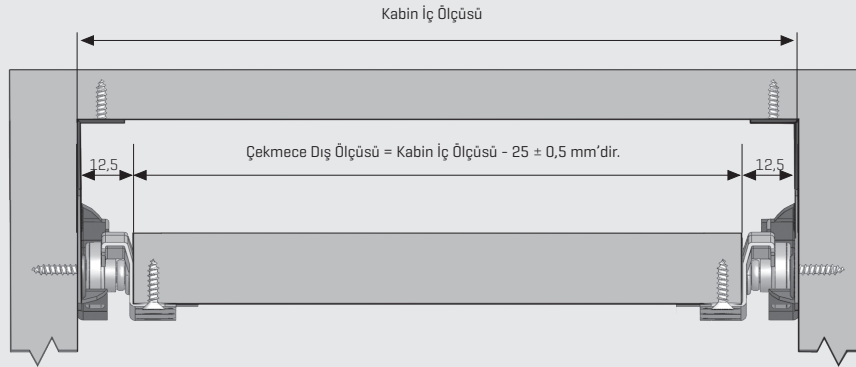 Kabin İç Ölçüsü
Çekmece Dış Ölçüsü = Kabin İç Ölçüsü - 25 ± 0,5 mm'dir.
12,5
12,5